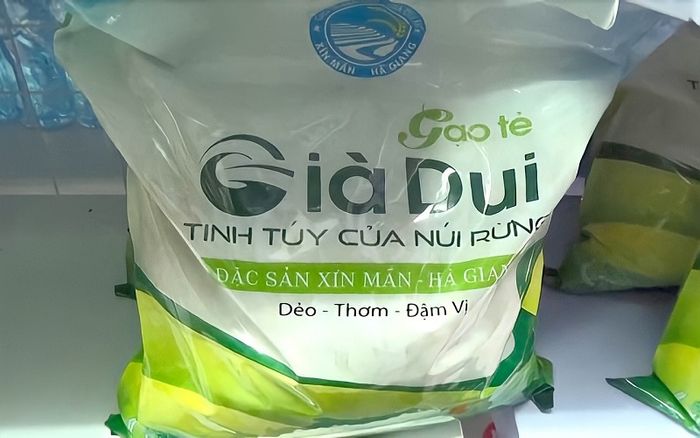 XÍN MẦN HÀ GIANG
Gạo tẻ
Già Dui
TINH TÚY CỦA NÚI RỪNG
ĐẶC SẢN XÍN MẦN - HÀ GIAN
Dẻo - Thơm - Đậm Vị